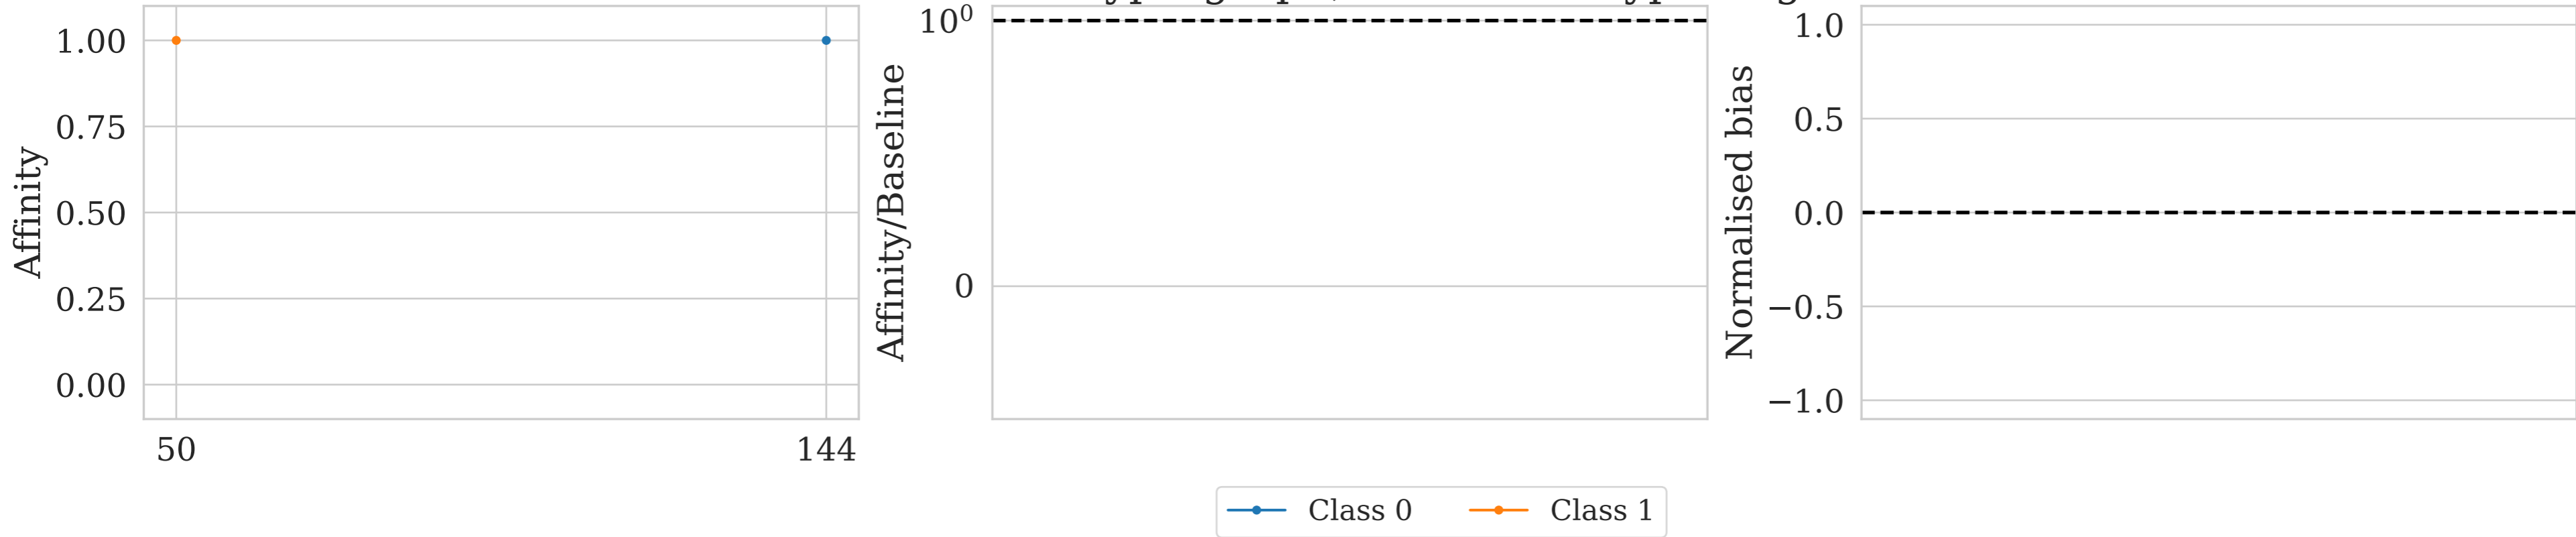 Affinity
1.00
0.75
0.50
0.25
0.00
50
144
Affinity/Baseline
10⁰
0
Normalised bias
1.0
0.5
0.0
−0.5
−1.0
Class 0
Class 1